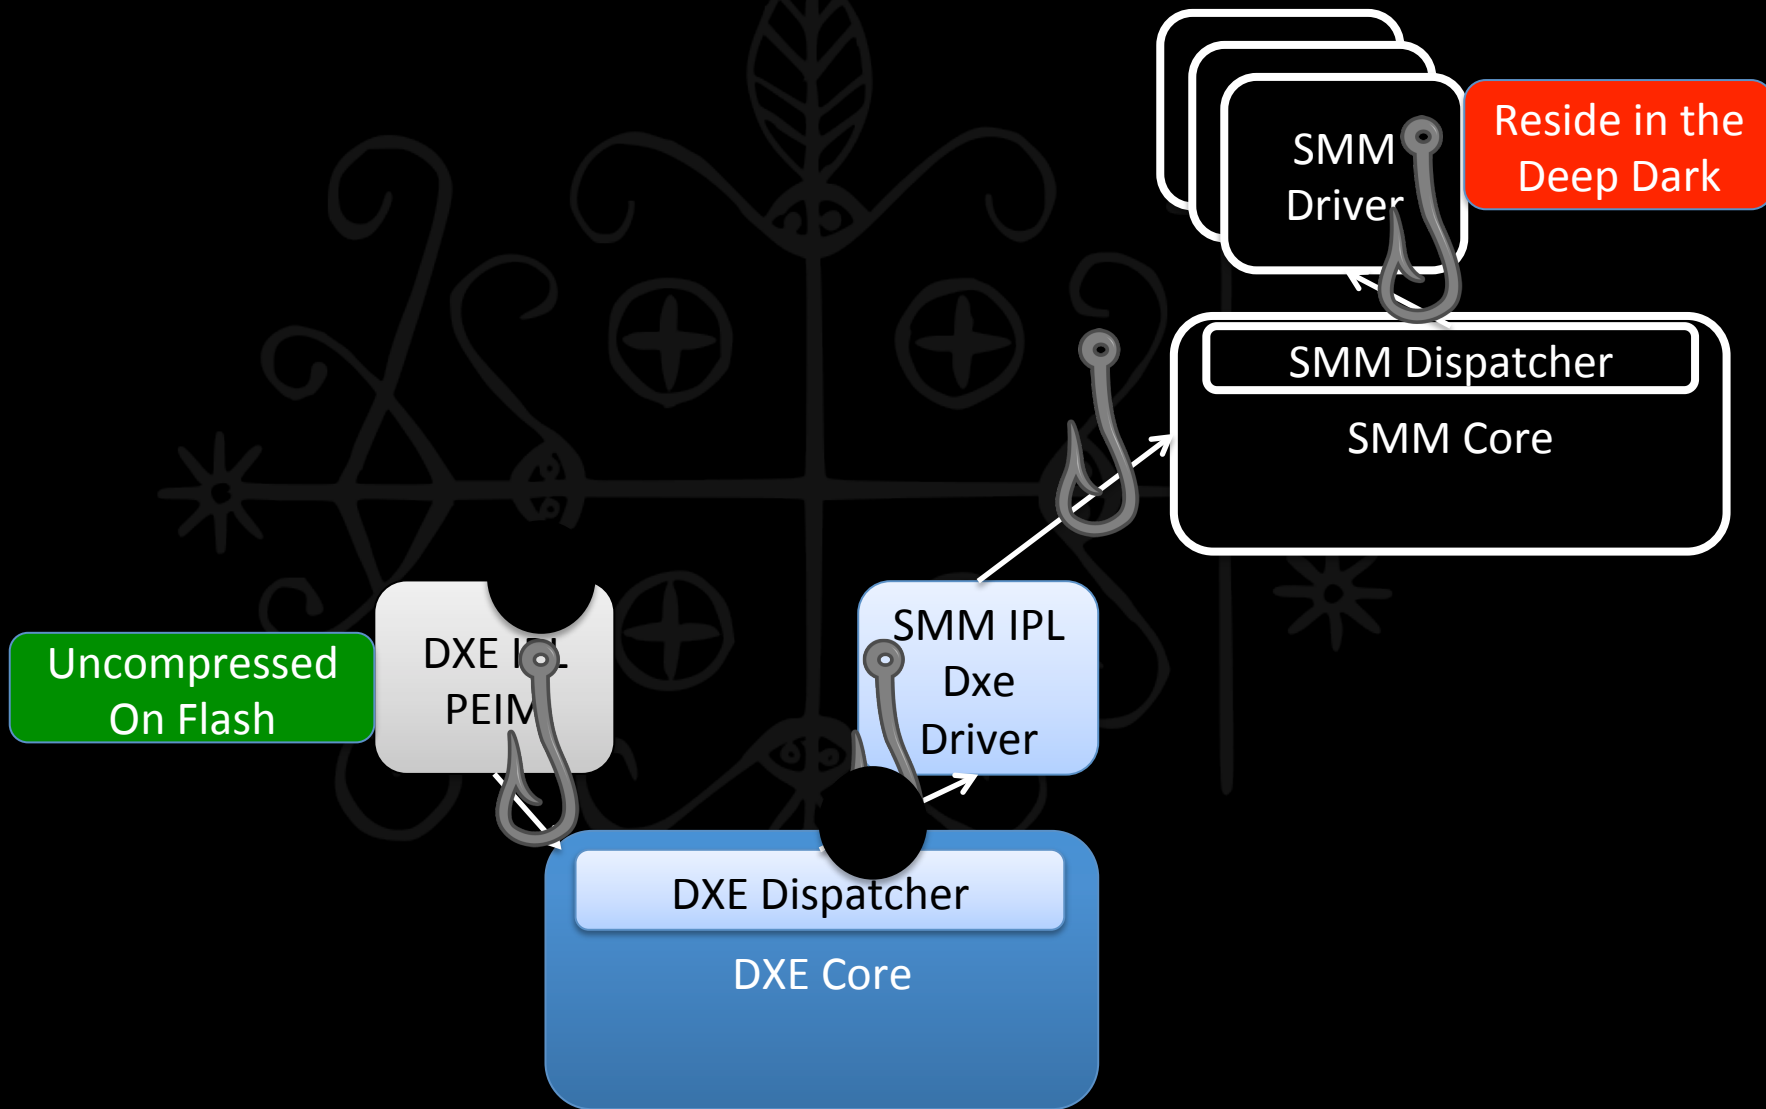 Reside in the
Deep Dark
SMM
Driver
SMM Dispatcher
SMM Core
SMM IPL
Dxe
Driver
DXE IPL
PEIM
Uncompressed
On Flash
DXE Dispatcher
DXE Core